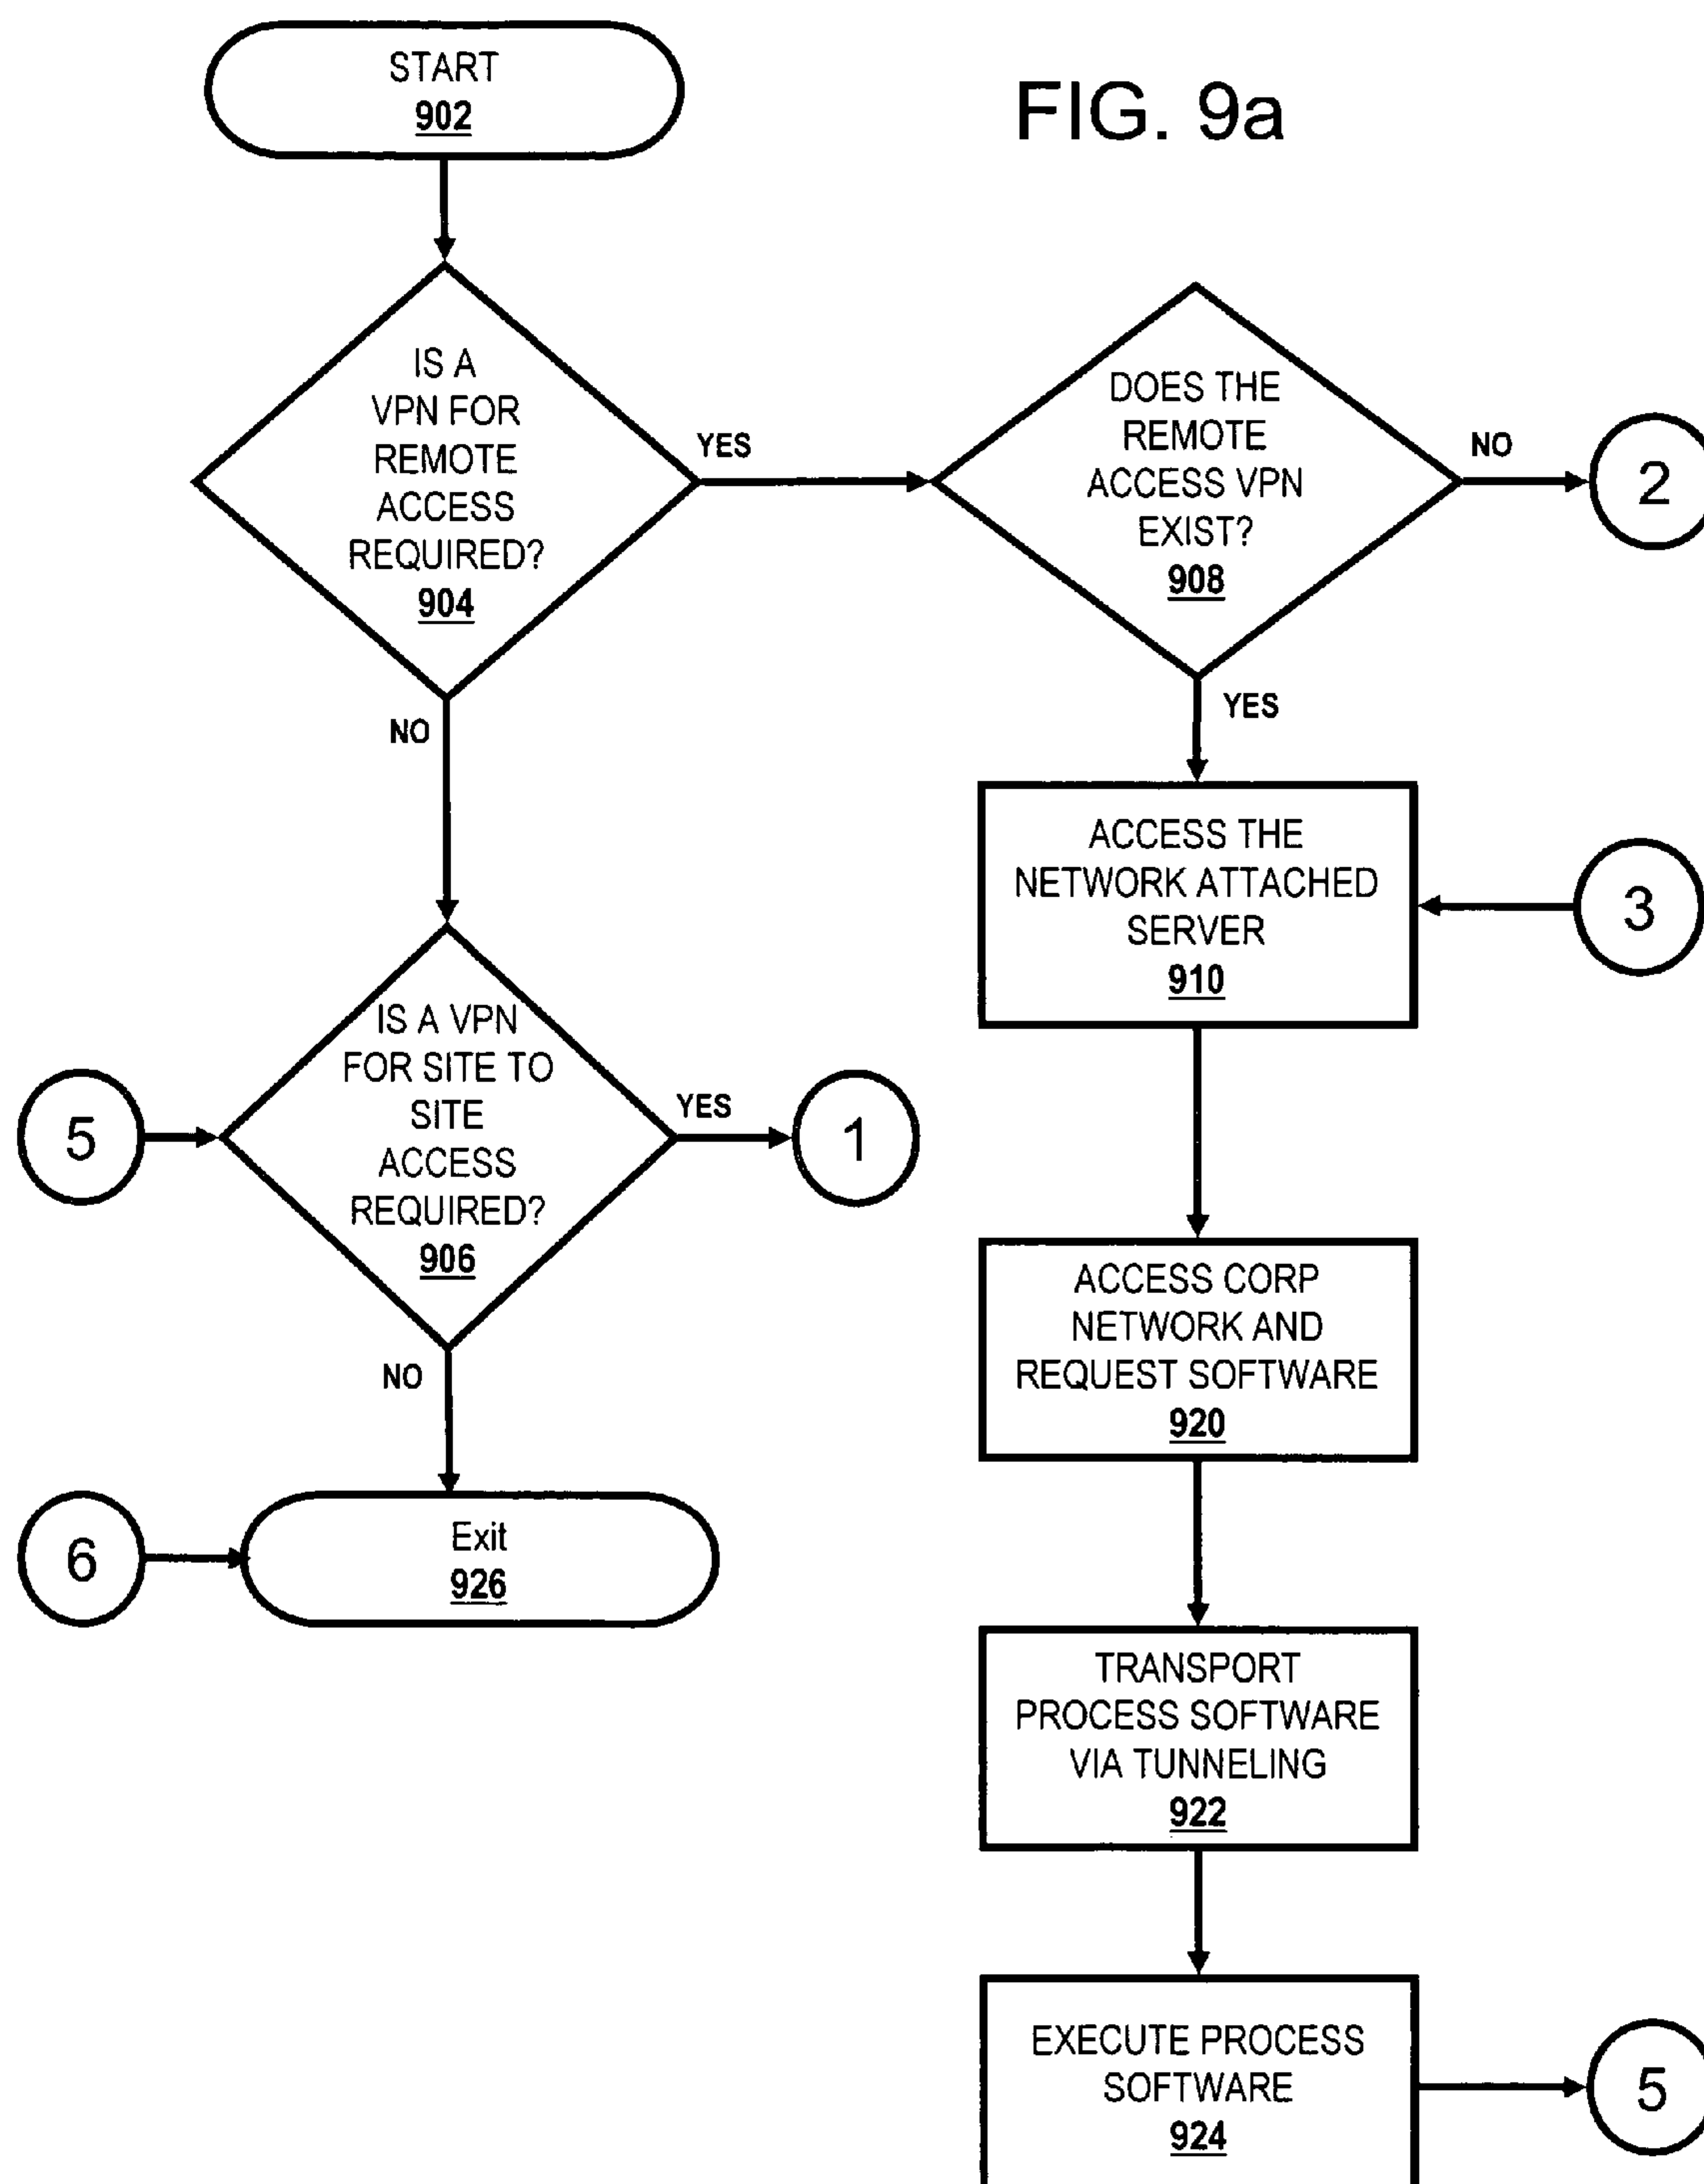 FIG. 9a
START
902
IS A
VPN FOR
REMOTE
ACCESS
REQUIRED?
904
YES
NO
DOES THE
REMOTE
ACCESS VPN
EXIST?
908
NO
2
YES
ACCESS THE
NETWORK ATTACHED
SERVER
910
3
IS A VPN
FOR SITE TO
SITE
ACCESS
REQUIRED?
906
5
YES
1
NO
ACCESS CORP
NETWORK AND
REQUEST SOFTWARE
920
6
Exit
926
TRANSPORT
PROCESS SOFTWARE
VIA TUNNELING
922
EXECUTE PROCESS
SOFTWARE
924
5